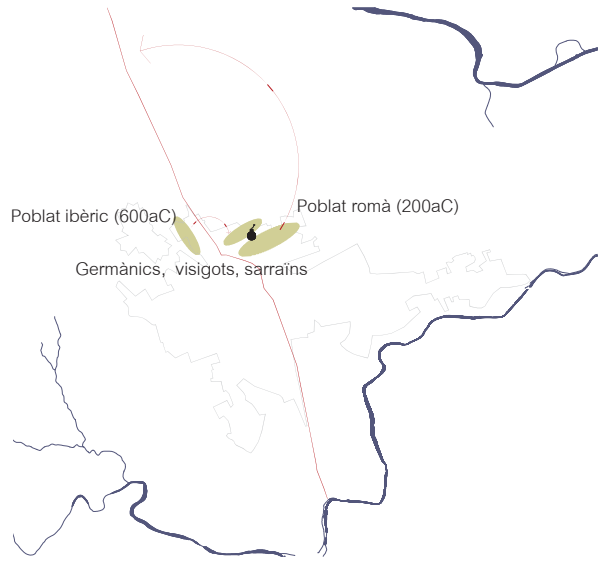 Poblat romà (200aC)
Poblat ibèric (600aC)
Germànics, visigots, sarraïns